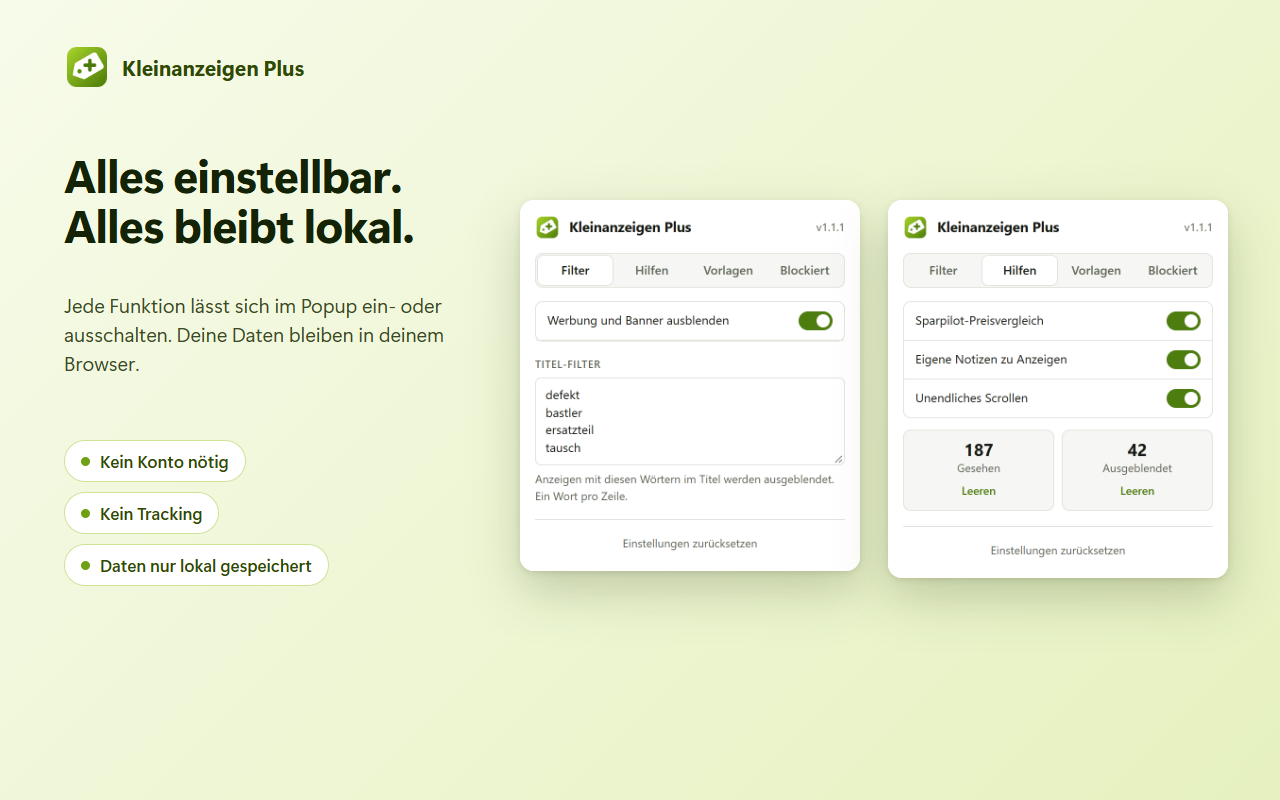 Kleinanzeigen Plus
Alles einstellbar.
Alles bleibt lokal.
Jede Funktion lässt sich im Popup ein- oder
ausschalten. Deine Daten bleiben in deinem
Browser.
Kein Konto nötig
Kein Tracking
Daten nur lokal gespeichert
Kleinanzeigen Plus v1.1.1
Filter Hilfen Vorlagen Blockiert
Werbung und Banner ausblenden
TITEL-FILTER
defekt
bastler
ersatzteil
tausch
Anzeigen mit diesen Wörtern im Titel werden ausgeblendet.
Ein Wort pro Zeile.
Einstellungen zurücksetzen
Kleinanzeigen Plus v1.1.1
Filter Hilfen Vorlagen Blockiert
Sparpilot-Preisvergleich
Eigene Notizen zu Anzeigen
Unendliches Scrollen
187 42
Gesehen Ausgeblendet
Leeren Leeren
Einstellungen zurücksetzen